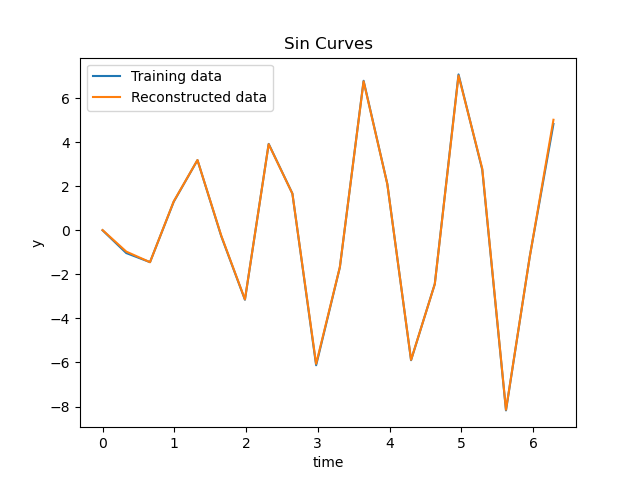 Sin Curves
Training data
Reconstructed data
6
4
2
0
−2
−4
−6
−8
y
0 1 2 3 4 5 6
time